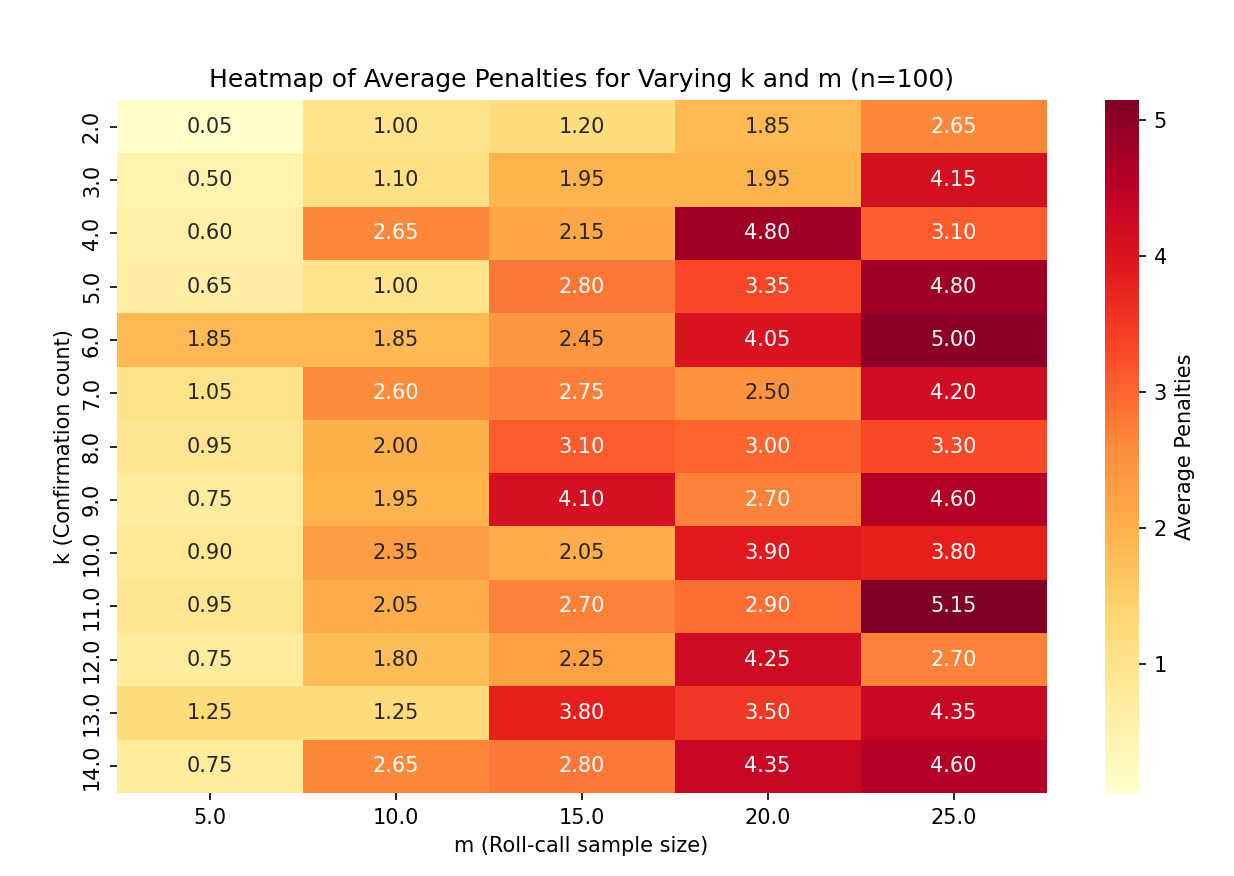 Heatmap of Average Penalties for Varying k and m (n=100)
2.0 0.05 1.00 1.20 1.85 2.65
3.0 0.50 1.10 1.95 1.95 4.15
4.0 0.60 2.65 2.15 4.80 3.10
5.0 0.65 1.00 2.80 3.35 4.80
6.0 1.85 1.85 2.45 4.05 5.00
7.0 1.05 2.60 2.75 2.50 4.20
8.0 0.95 2.00 3.10 3.00 3.30
9.0 0.75 1.95 4.10 2.70 4.60
10.0 0.90 2.35 2.05 3.90 3.80
11.0 0.95 2.05 2.70 2.90 5.15
12.0 0.75 1.80 2.25 4.25 2.70
13.0 1.25 1.25 3.80 3.50 4.35
14.0 0.75 2.65 2.80 4.35 4.60
5.0 10.0 15.0 20.0 25.0
m (Roll-call sample size)
k (Confirmation count)
5
4
3
2
1
Average Penalties